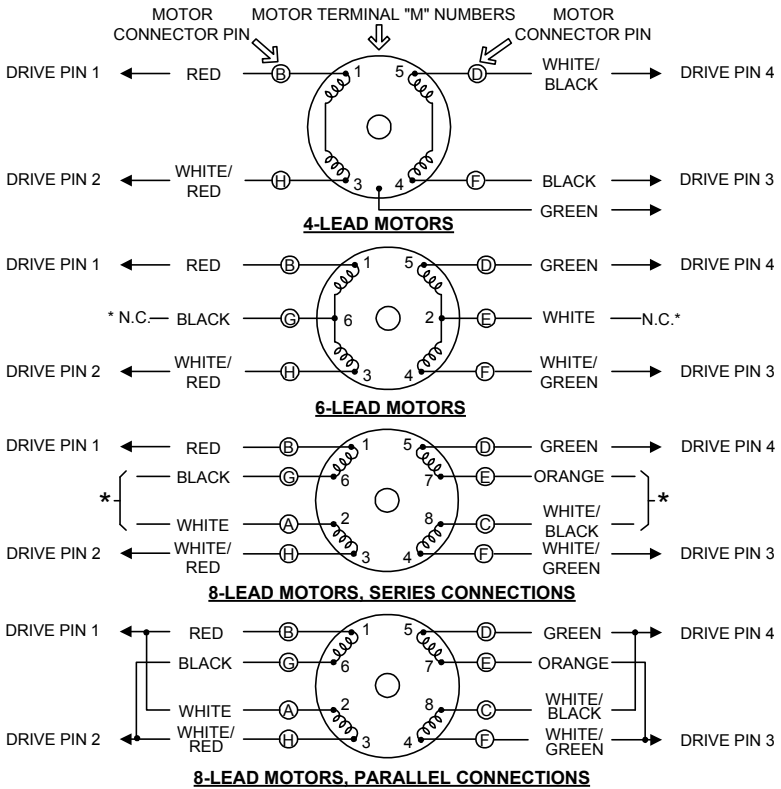 MOTOR CONNECTOR PIN
MOTOR TERMINAL "M" NUMBERS
MOTOR CONNECTOR PIN
DRIVE PIN 1 RED B 1 5 D WHITE/ BLACK DRIVE PIN 4
DRIVE PIN 2 WHITE/ RED H 3 4 F BLACK DRIVE PIN 3
GREEN
4-LEAD MOTORS
DRIVE PIN 1 RED B 1 5 D GREEN DRIVE PIN 4
* N.C. BLACK G 6 2 E WHITE N.C.*
DRIVE PIN 2 WHITE/ RED H 3 4 F WHITE/ GREEN DRIVE PIN 3
6-LEAD MOTORS
DRIVE PIN 1 RED B 1 5 D GREEN DRIVE PIN 4
* BLACK G 6 7 E ORANGE *
WHITE A 2 8 C WHITE/ BLACK
DRIVE PIN 2 WHITE/ RED H 3 4 F WHITE/ GREEN DRIVE PIN 3
8-LEAD MOTORS, SERIES CONNECTIONS
DRIVE PIN 1 RED B 1 5 D GREEN DRIVE PIN 4
BLACK G 6 7 E ORANGE
WHITE A 2 8 C WHITE/ BLACK
DRIVE PIN 2 WHITE/ RED H 3 4 F WHITE/ GREEN DRIVE PIN 3
8-LEAD MOTORS, PARALLEL CONNECTIONS